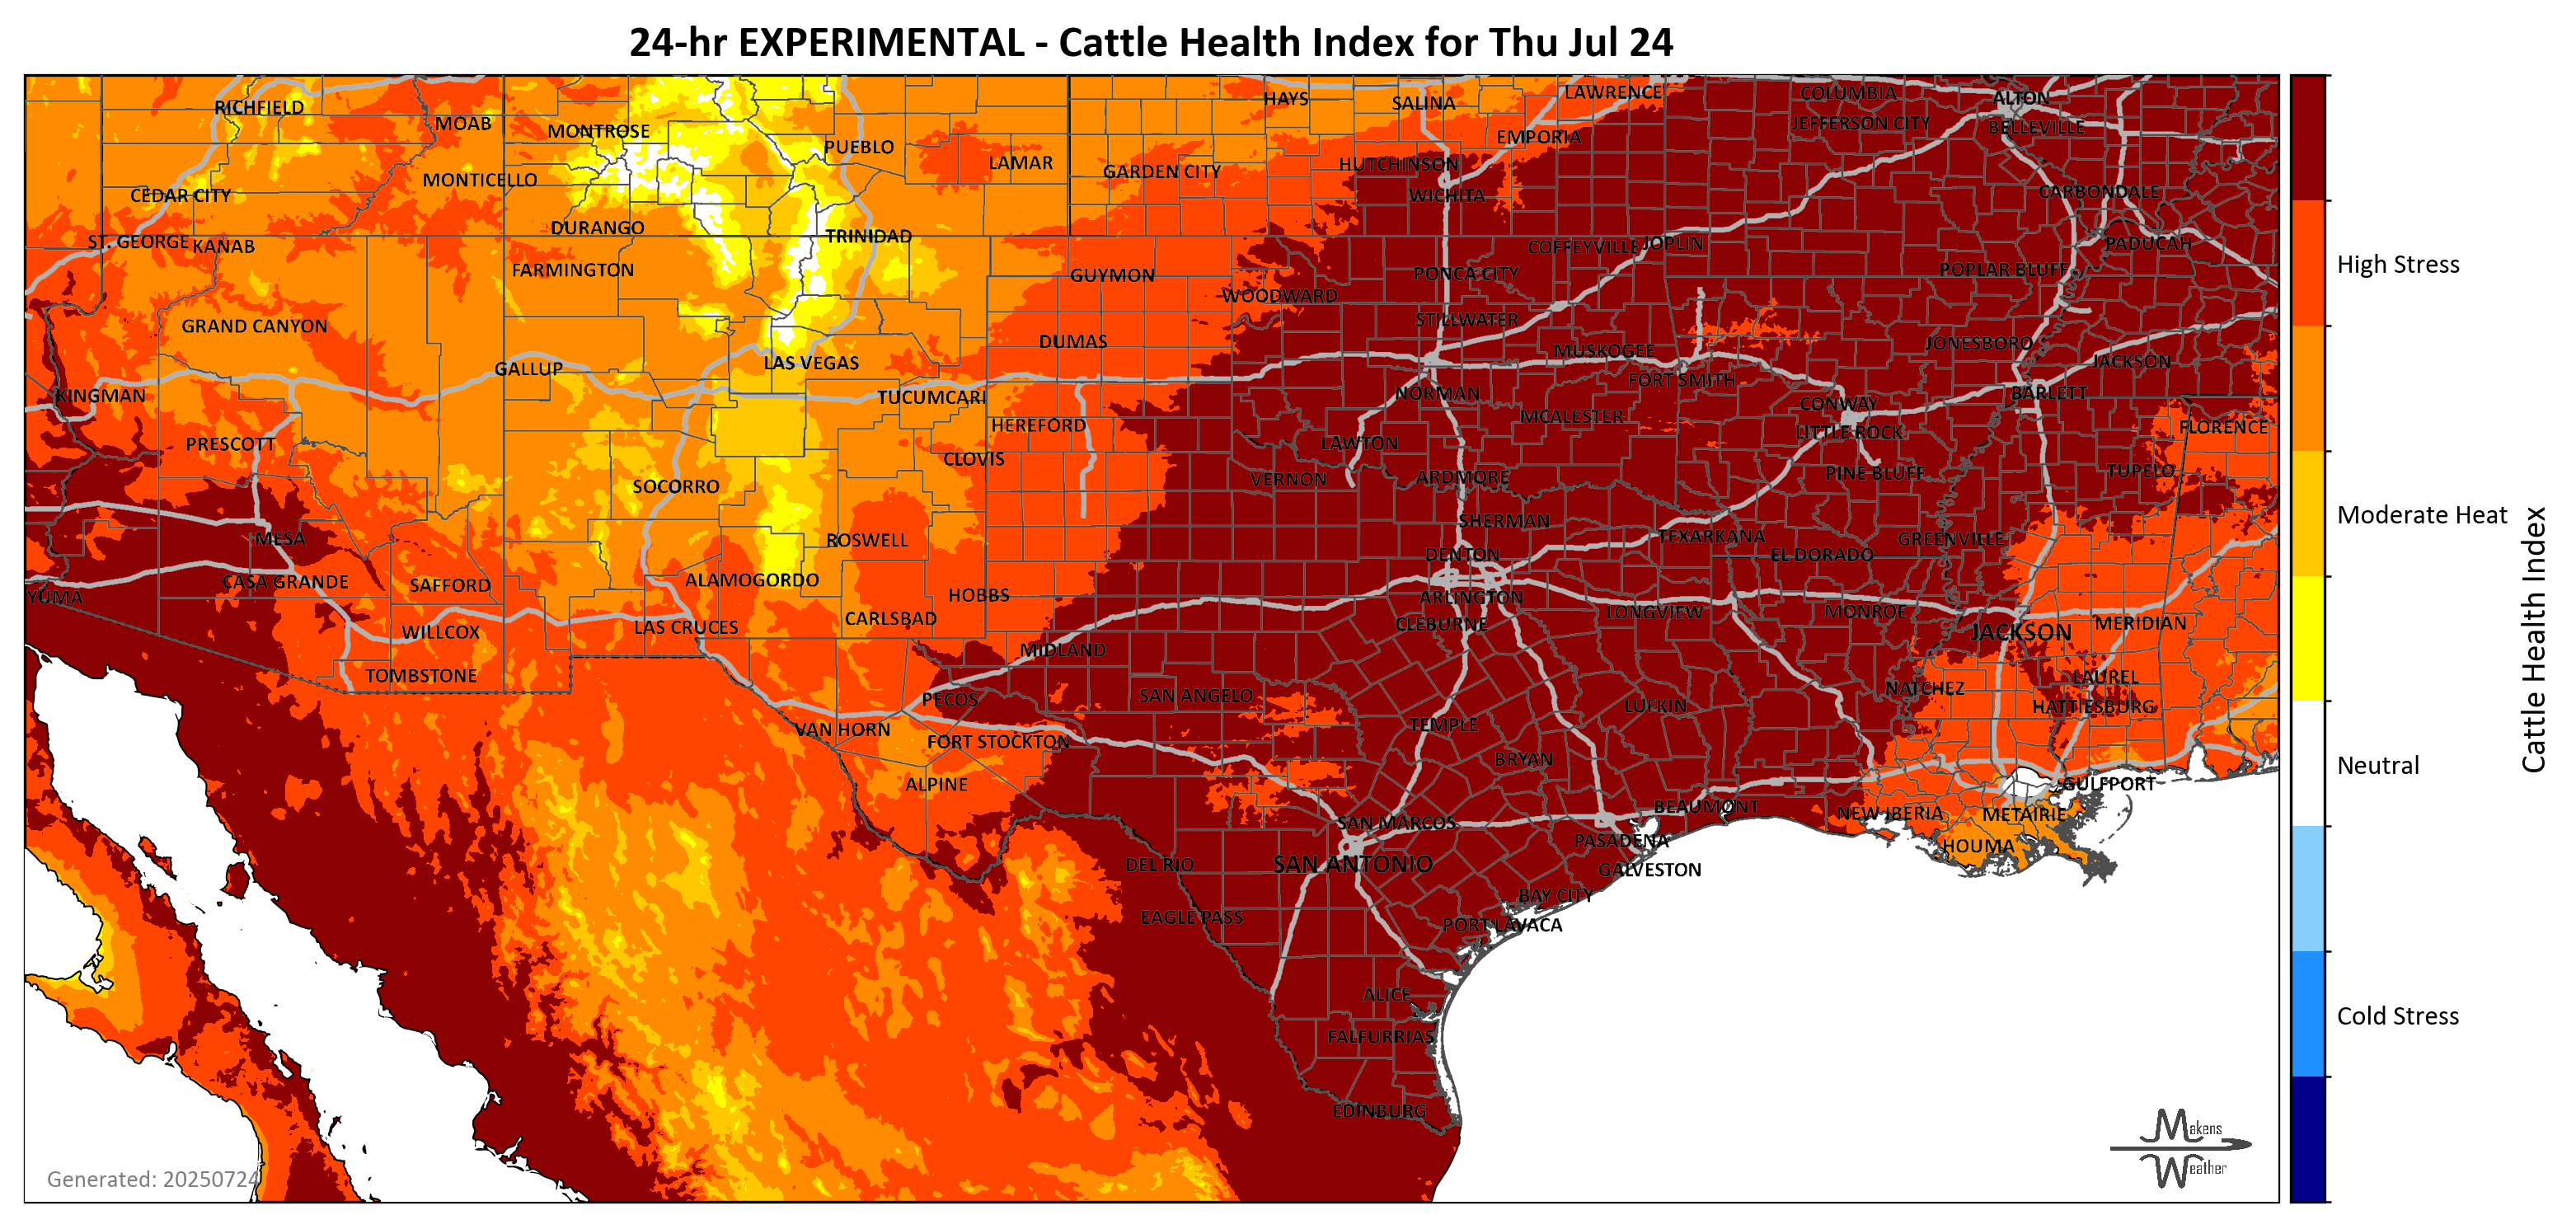 24-hr EXPERIMENTAL - Cattle Health Index for Thu Jul 24
RICHFIELD
MOAB
MONTROSE
PUEBLO
LAMAR
HAYS
SALINA
LAWRENCE
COLUMBIA
ALTON
JEFFERSON CITY
BELLEVILLE
EMPORIA
HUTCHINSON
GARDEN CITY
MONTICELLO
CEDAR CITY
WICHITA
CARBONDALE
DURANGO
TRINIDAD
ST. GEORGE
KANAB
COFFEYVILLE
JOPLIN
PADUCAH
FARMINGTON
GUYMON
PONCA CITY
POPLAR BLUFF
WOODWARD
High Stress
GRAND CANYON
DUMAS
STILLWATER
MUSKOGEE
JONESBORO
JACKSON
GALLUP
LAS VEGAS
FORT SMITH
KINGMAN
TUCUMCARI
NORMAN
BARLETT
CONWAY
MCALESTER
HEREFORD
FLORENCE
PRESCOTT
LAWTON
LITTLE ROCK
CLOVIS
SOCORRO
VERNON
ARDMORE
PINE BLUFF
TUPELO
Moderate Heat
SHERMAN
MESA
ROSWELL
TEXARKANA
GREENVILLE
DENTON
EL DORADO
CASA GRANDE
SAFFORD
ALAMOGORDO
YUMA
HOBBS
ARLINGTON
LONGVIEW
MONROE
CARLSBAD
CLEBURNE
MERIDIAN
WILLCOX
LAS CRUCES
JACKSON
MIDLAND
TOMBSTONE
LAUREL
PECOS
SAN ANGELO
NATCHEZ
LUFKIN
HATTIESBURG
VAN HORN
TEMPLE
FORT STOCKTON
BRYAN
Neutral
ALPINE
GULFPORT
BEAUMONT
NEW IBERIA
METAIRIE
SAN MARCOS
PASADENA
HOUMA
DEL RIO
SAN ANTONIO
GALVESTON
BAY CITY
EAGLE PASS
PORT LAVACA
ALICE
Cold Stress
FALFURRIAS
EDINBURG
Cattle Health Index
Makens
Weather
Generated: 20250724